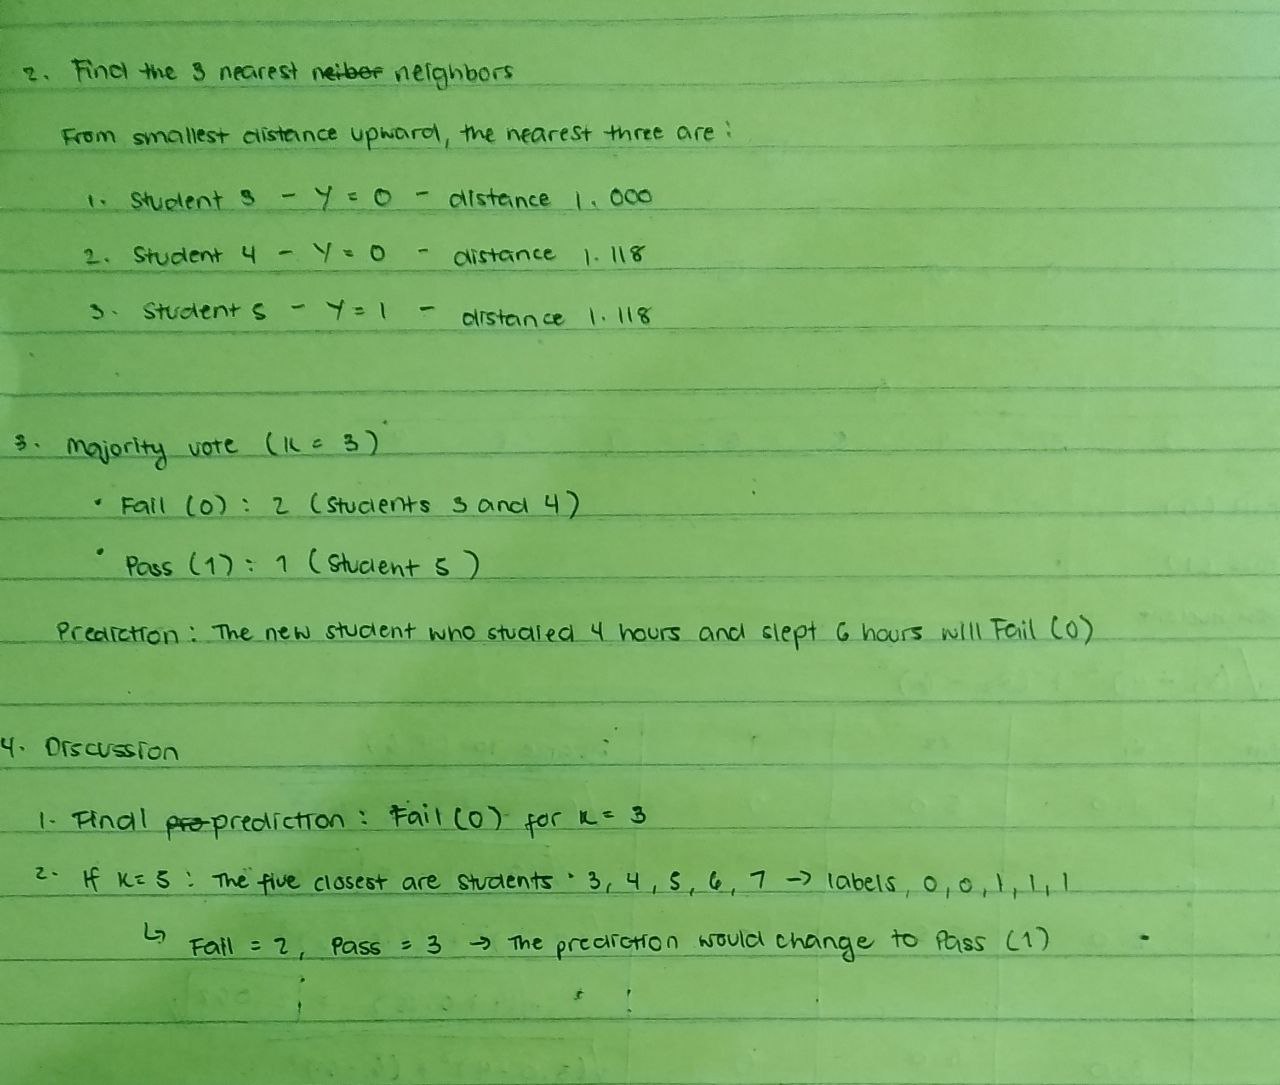 2. Find the 3 nearest neiber neighbors
From smallest distance upward, the nearest three are :
1. Student 3 - Y = 0 - distance 1.000
2. Student 4 - Y = 0 - distance 1.118
3. Student 5 - Y = 1 - distance 1.118
3. Majority vote (K = 3)
• Fail (0) : 2 (Students 3 and 4)
• Pass (1) : 1 (Student 5)
Prediction : The new student who studied 4 hours and slept 6 hours will Fail (0)
4. Discussion
1. Final pro prediction : Fail (0) for K = 3
2. If K = 5 : The five closest are students 3, 4, 5, 6, 7 → labels, 0, 0, 1, 1, 1
↳ Fail = 2, Pass = 3 → The prediction would change to Pass (1)